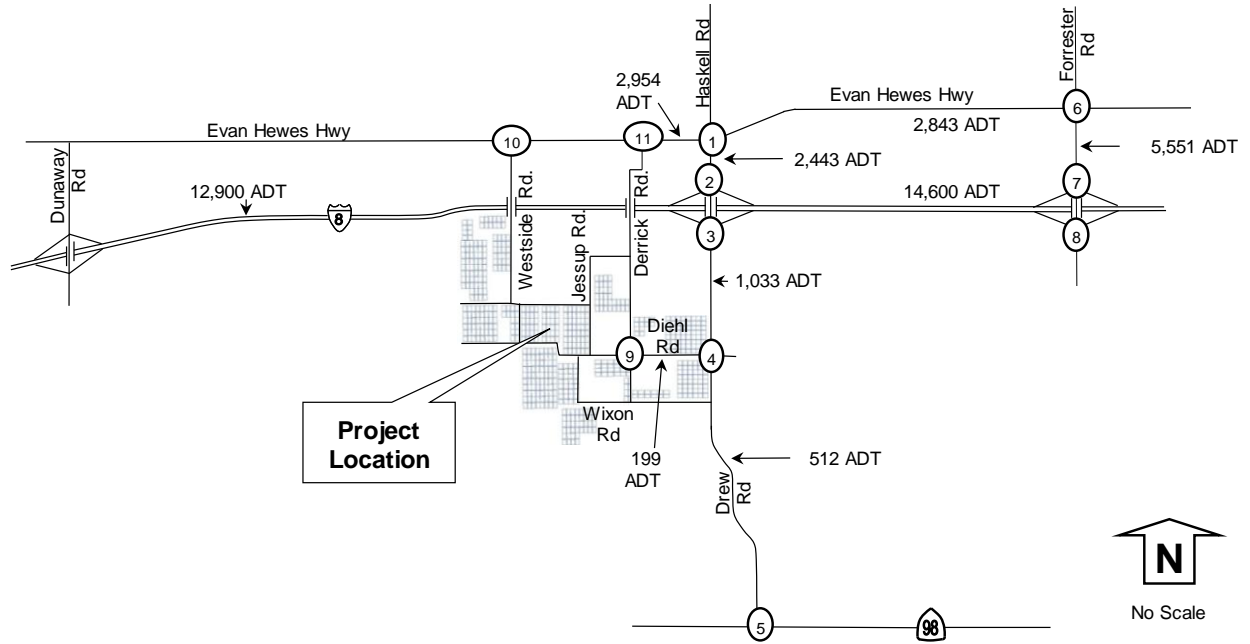 Haskell Rd
Forrester
Rd
2,954
ADT
Evan Hewes Hwy
6
Evan Hewes Hwy
2,843 ADT
10
11
1
2,443 ADT
5,551 ADT
Dunaway
Rd
12,900 ADT
8
Westside Rd.
Jessup Rd.
Derrick Rd.
2
14,600 ADT
7
3
8
1,033 ADT
Diehl
Rd
9
4
Project
Location
Wixon
Rd
199
ADT
512 ADT
Drew
Rd
N
No Scale
5
98